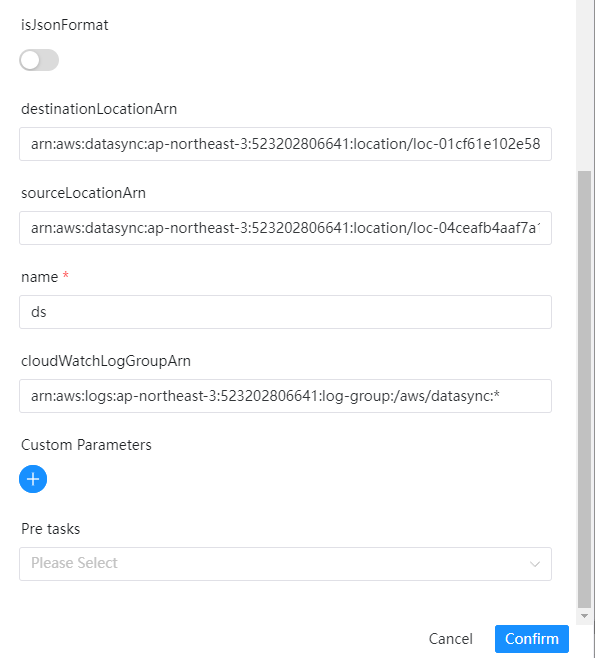 isJsonFormat
destinationLocationArn
arn:aws:datasync:ap-northeast-3:523202806641:location/loc-01cf61e102e58
sourceLocationArn
arn:aws:datasync:ap-northeast-3:523202806641:location/loc-04ceafb4aaf7a1
name *
ds
cloudWatchLogGroupArn
arn:aws:logs:ap-northeast-3:523202806641:log-group:/aws/datasync:*
Custom Parameters
Pre tasks
Please Select
Cancel
Confirm